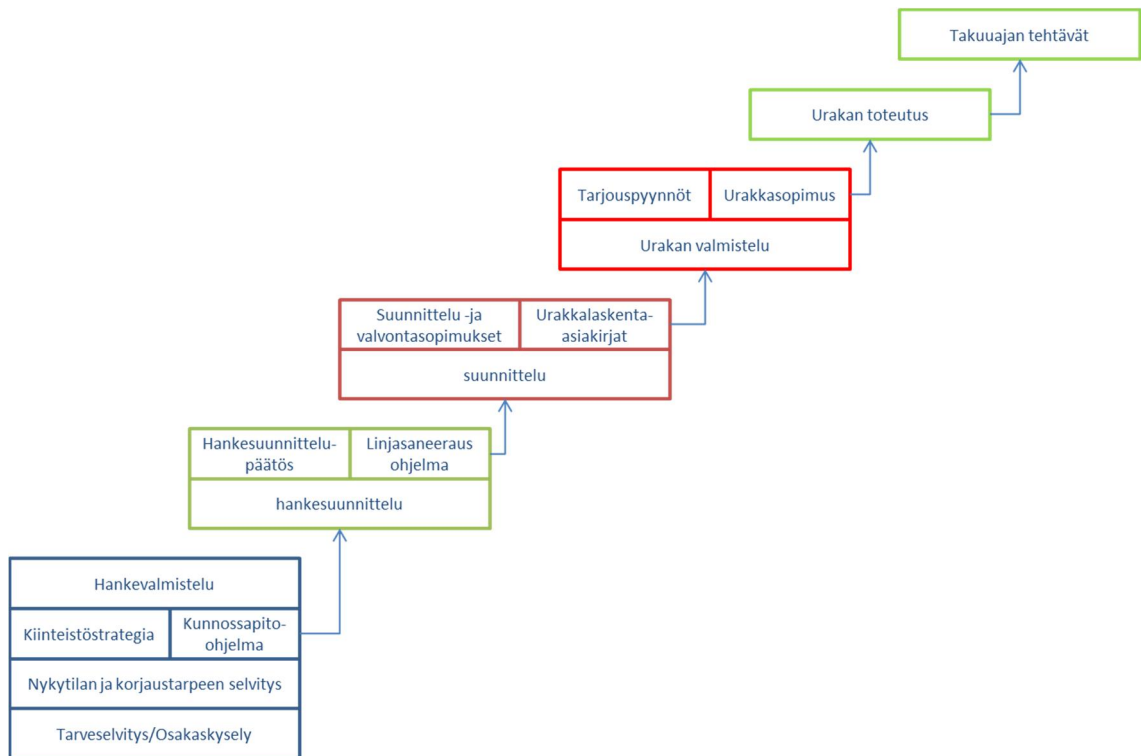 Takuuajan tehtävät
Urakan toteutus
Tarjouspyynnöt
Urakkasopimus
Urakan valmistelu
Suunnittelu -ja
valvontasopimukset
Urakkalaskenta-
asiakirjat
suunnittelu
Hankesuunnittelu-
päätös
Linjasaneeraus
ohjelma
hankesuunnittelu
Hankevalmistelu
Kiinteistöstrategia
Kunnossapito-
ohjelma
Nykytilan ja korjaustarpeen selvitys
Tarveselvitys/Osakaskysely